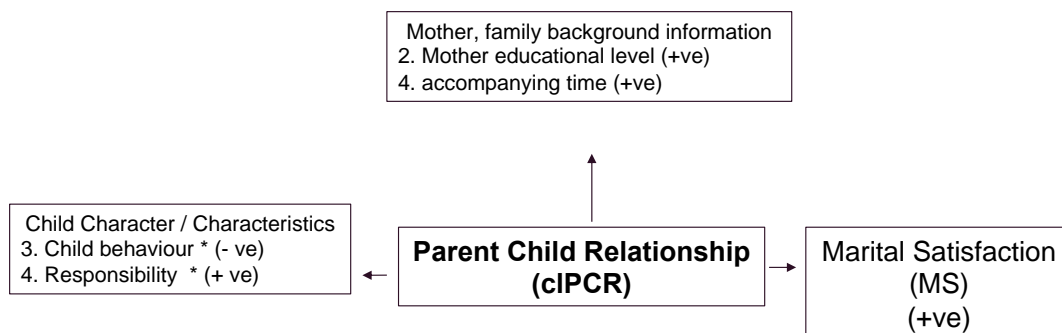 Mother, family background information
2. Mother educational level (+ve)
4. accompanying time (+ve)
Child Character / Characteristics
3. Child behaviour * (- ve)
4. Responsibility * (+ ve)
Parent Child Relationship
(cIPCR)
Marital Satisfaction
(MS)
(+ve)